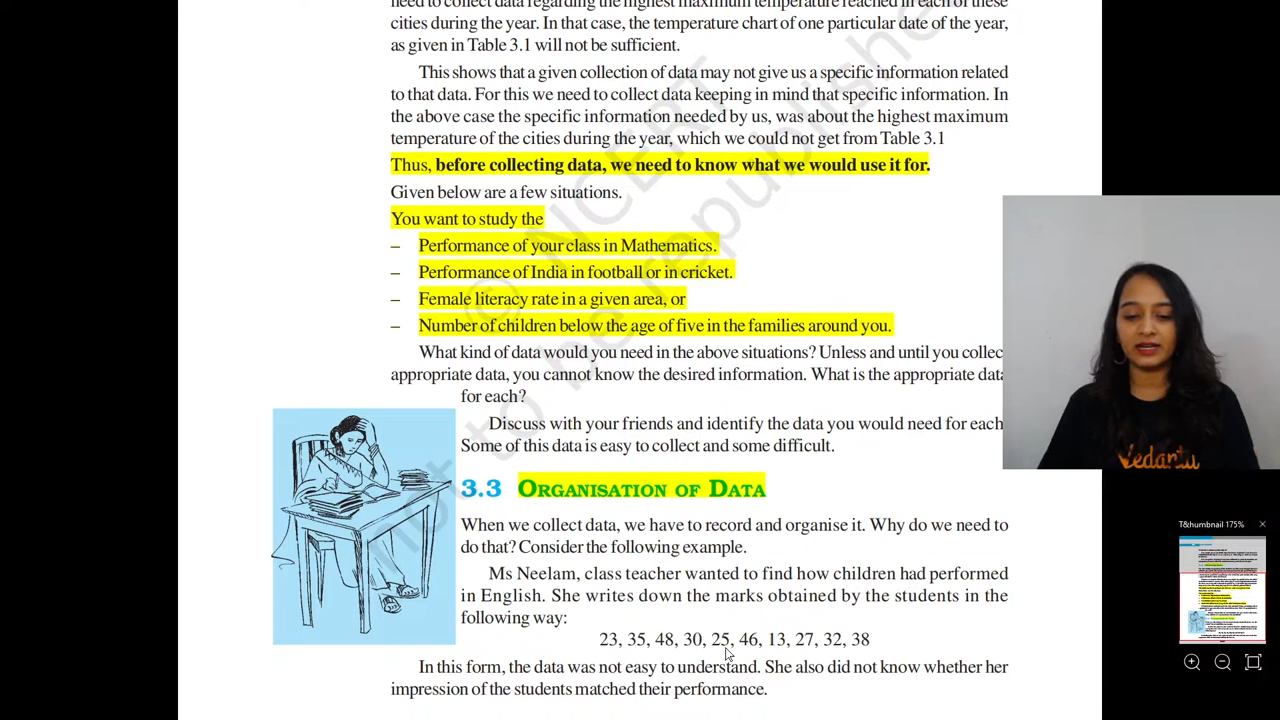 need to collect data regarding the highest maximum temperature reached in each of these
cities during the year. In that case, the temperature chart of one particular date of the year,
as given in Table 3.1 will not be sufficient.
This shows that a given collection of data may not give us a specific information related
to that data. For this we need to collect data keeping in mind that specific information. In
the above case the specific information needed by us, was about the highest maximum
temperature of the cities during the year, which we could not get from Table 3.1
Thus, before collecting data, we need to know what we would use it for.
Given below are a few situations.
You want to study the
– Performance of your class in Mathematics.
– Performance of India in football or in cricket.
– Female literacy rate in a given area, or
– Number of children below the age of five in the families around you.
What kind of data would you need in the above situations? Unless and until you collec
appropriate data, you cannot know the desired information. What is the appropriate data
for each?
Discuss with your friends and identify the data you would need for each
Some of this data is easy to collect and some difficult.
3.3 ORGANISATION OF DATA
When we collect data, we have to record and organise it. Why do we need to
do that? Consider the following example.
Ms Neelam, class teacher wanted to find how children had performed
in English. She writes down the marks obtained by the students in the
following way:
23, 35, 48, 30, 25, 46, 13, 27, 32, 38
In this form, the data was not easy to understand. She also did not know whether her
impression of the students matched their performance.
© NCERT
not to be republishe
Vedantu
T&humbnail 175%